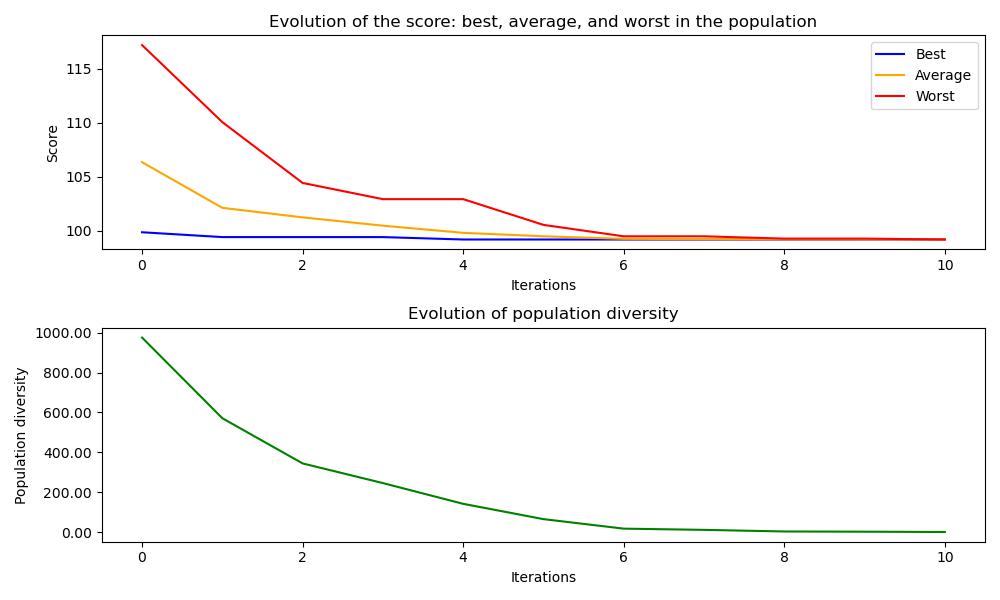 Evolution of the score: best, average, and worst in the population
115
110
105
100
Score
Best
Average
Worst
0 2 4 6 8 10
Iterations
Evolution of population diversity
1000.00
800.00
600.00
400.00
200.00
0.00
Population diversity
0 2 4 6 8 10
Iterations